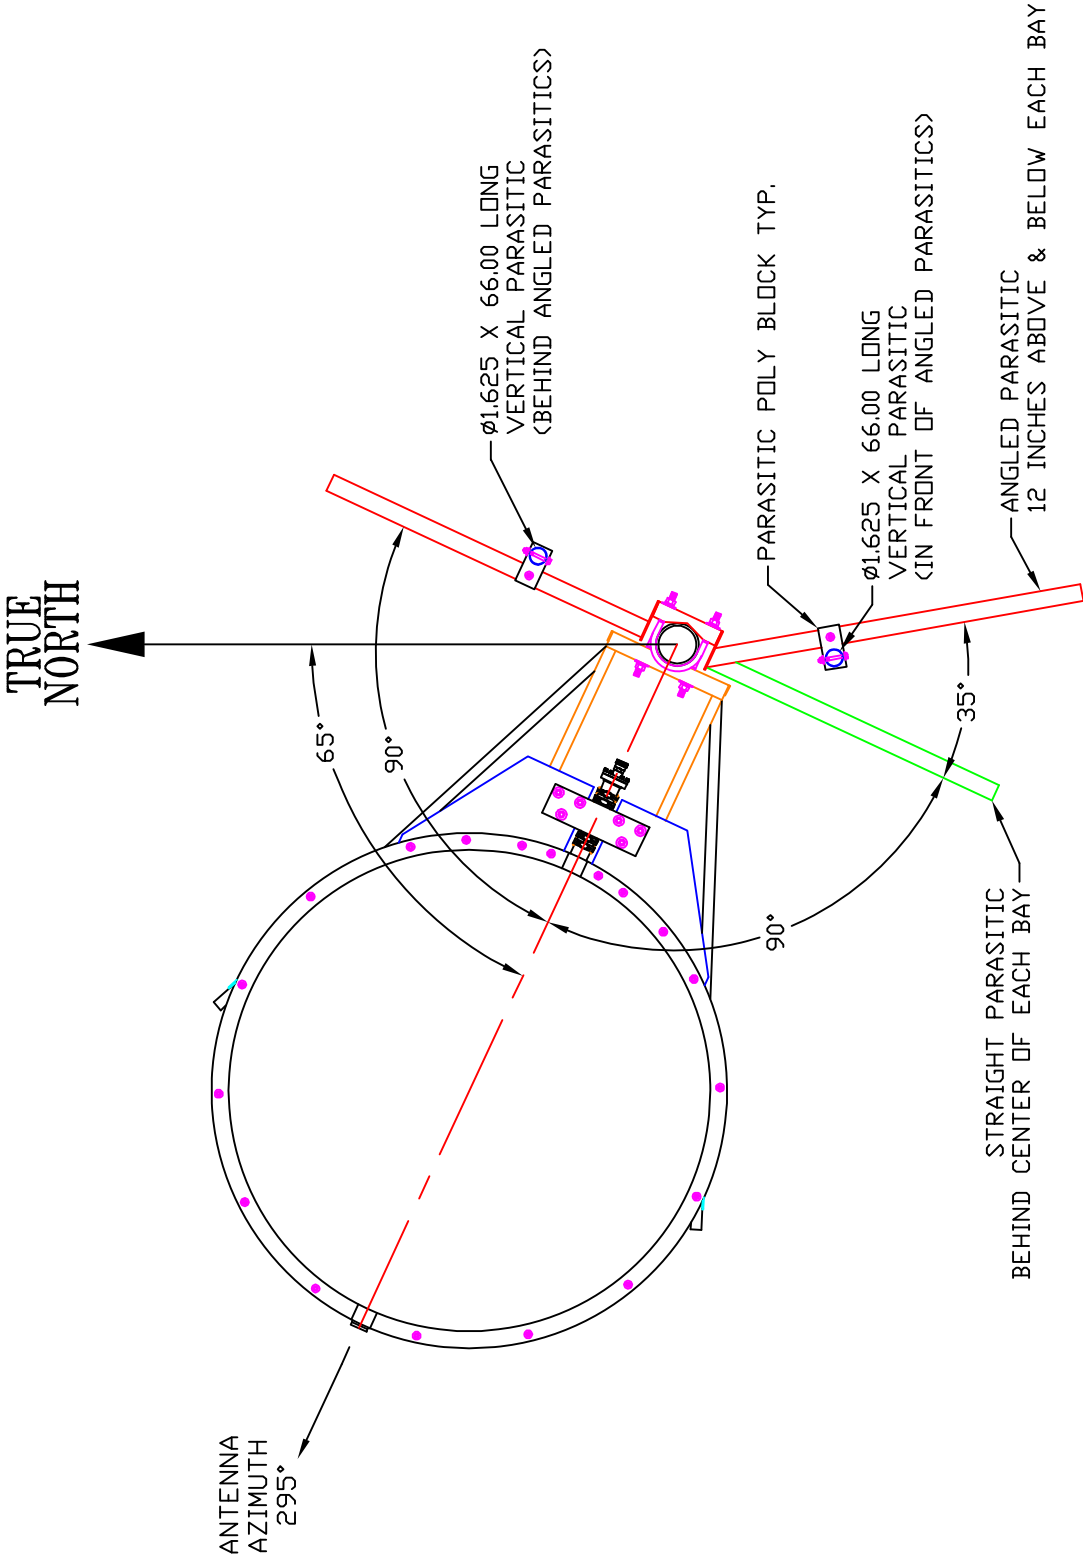 TRUE
NORTH
Ø1.625 X 66.00 LONG
VERTICAL PARASITIC
(BEHIND ANGLED PARASITICS)
PARASITIC POLY BLOCK TYP.
Ø1.625 X 66.00 LONG
VERTICAL PARASITIC
(IN FRONT OF ANGLED PARASITICS)
ANGLED PARASITIC
12 INCHES ABOVE & BELOW EACH BAY
65°
90°
35°
90°
STRAIGHT PARASITIC
BEHIND CENTER OF EACH BAY
ANTENNA
AZIMUTH
295°